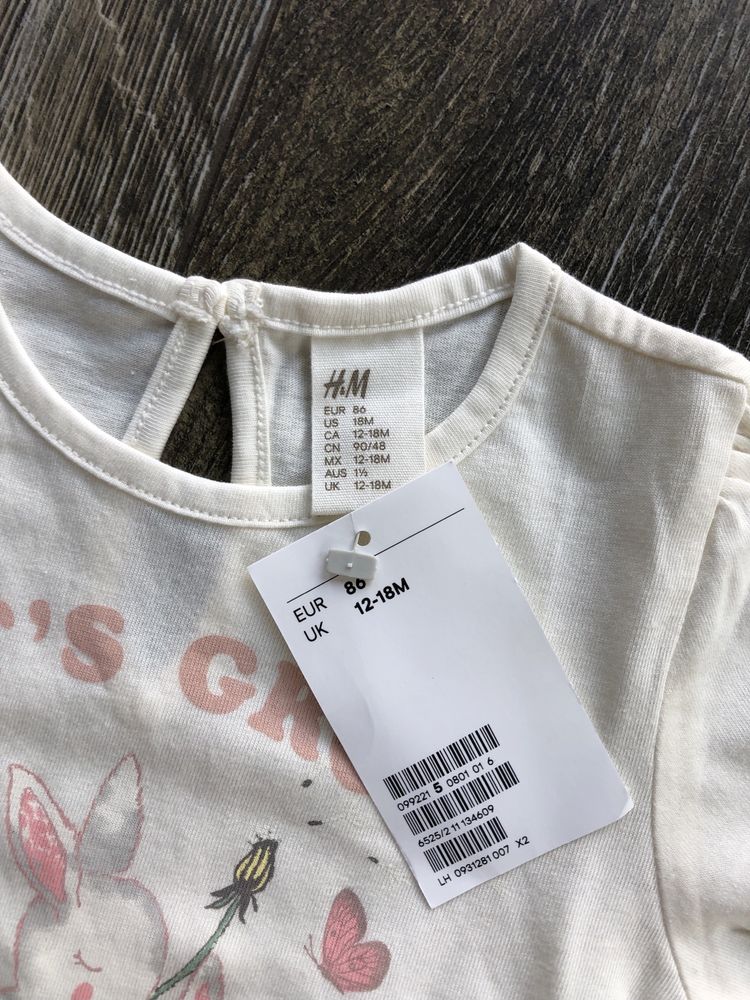 H&M
EUR 86
US 18M
CA 12-18M
CN 90/48
MX 12-18M
AUS 1½
UK 12-18M
EUR 86
UK 12-18M
'S GR
099221 5 0801 01 6
6525/2 11 134609
LH 0931281 007 X2